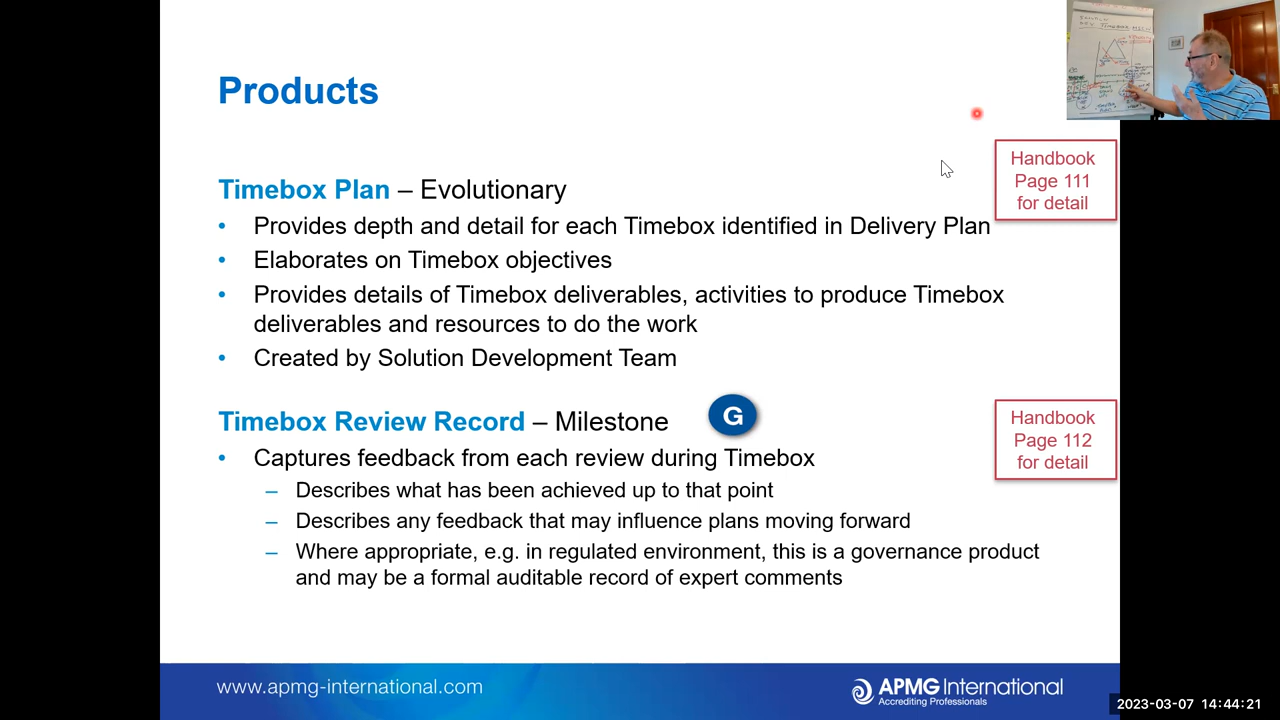 Products
Handbook
Page 111
for detail
Timebox Plan – Evolutionary
• Provides depth and detail for each Timebox identified in Delivery Plan
• Elaborates on Timebox objectives
• Provides details of Timebox deliverables, activities to produce Timebox
deliverables and resources to do the work
• Created by Solution Development Team
Timebox Review Record – Milestone G
Handbook
Page 112
for detail
• Captures feedback from each review during Timebox
– Describes what has been achieved up to that point
– Describes any feedback that may influence plans moving forward
– Where appropriate, e.g. in regulated environment, this is a governance product
and may be a formal auditable record of expert comments
www.apmg-international.com
APMG International
Accrediting Professionals
2023-03-07 14:44:21